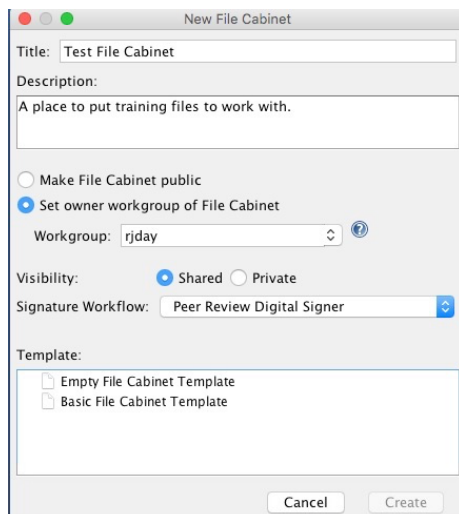 New File Cabinet
Title: Test File Cabinet
Description:
A place to put training files to work with.
Make File Cabinet public
Set owner workgroup of File Cabinet
Workgroup: rjday ?
Visibility: Shared Private
Signature Workflow: Peer Review Digital Signer
Template:
Empty File Cabinet Template
Basic File Cabinet Template
Cancel Create